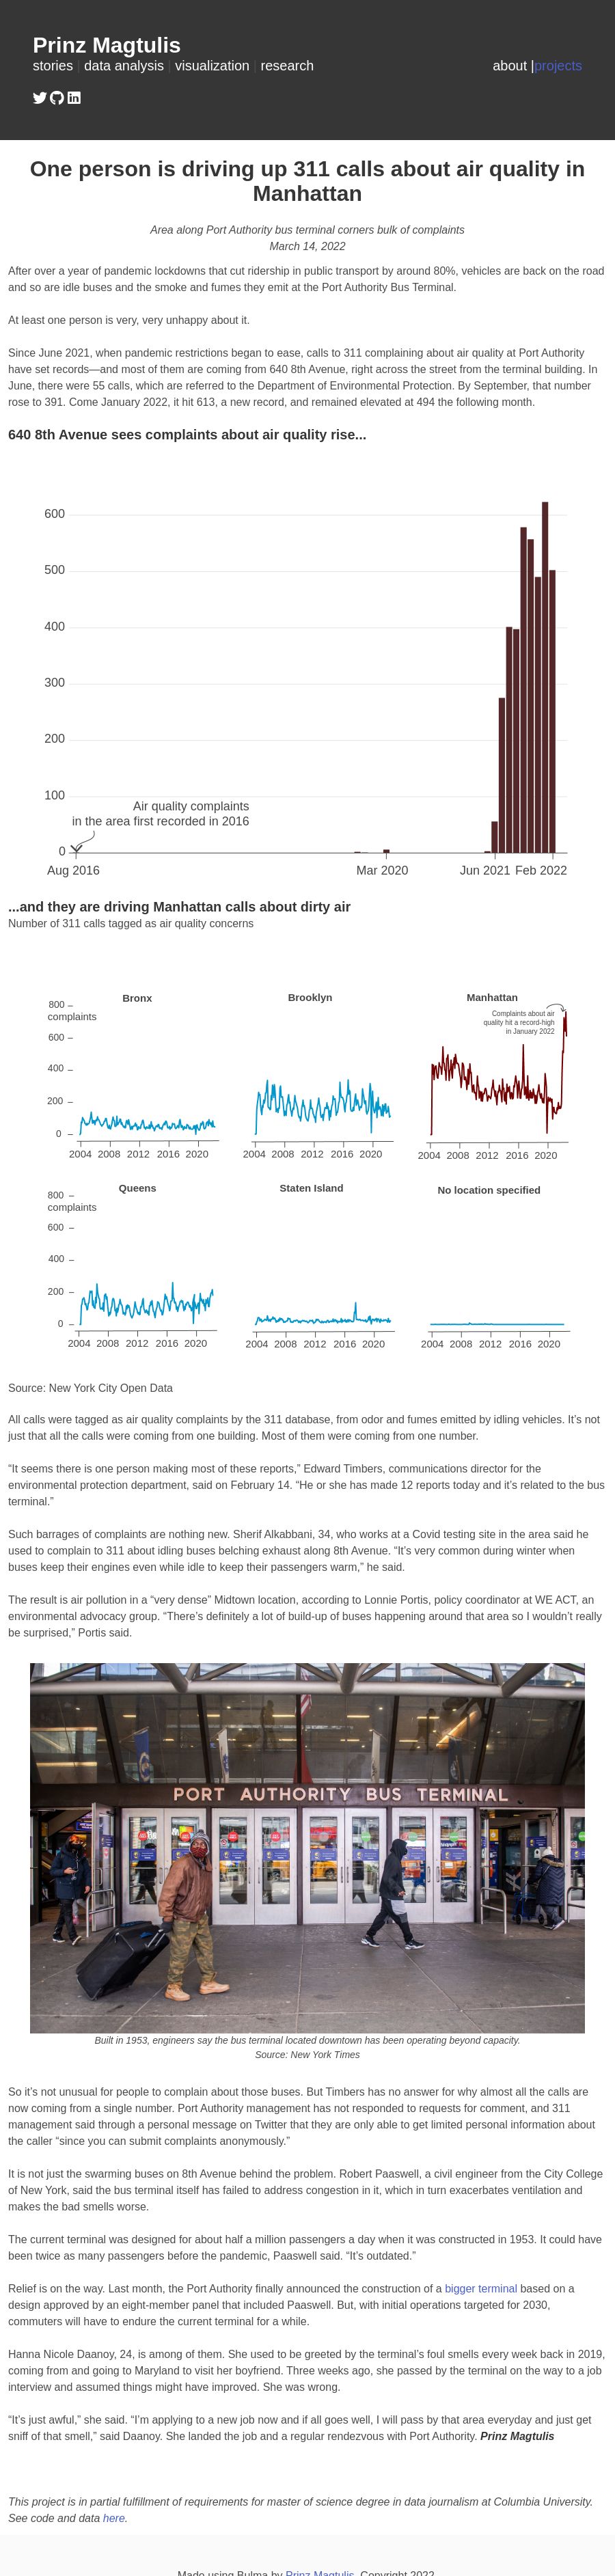 Prinz Magtulis
stories | data analysis | visualization | research
about |projects
One person is driving up 311 calls about air quality in
Manhattan
Area along Port Authority bus terminal corners bulk of complaints
March 14, 2022
After over a year of pandemic lockdowns that cut ridership in public transport by around 80%, vehicles are back on the road
and so are idle buses and the smoke and fumes they emit at the Port Authority Bus Terminal.
At least one person is very, very unhappy about it.
Since June 2021, when pandemic restrictions began to ease, calls to 311 complaining about air quality at Port Authority
have set records—and most of them are coming from 640 8th Avenue, right across the street from the terminal building. In
June, there were 55 calls, which are referred to the Department of Environmental Protection. By September, that number
rose to 391. Come January 2022, it hit 613, a new record, and remained elevated at 494 the following month.
640 8th Avenue sees complaints about air quality rise...
600
500
400
300
200
100
Air quality complaints
in the area first recorded in 2016
0
Aug 2016 Mar 2020 Jun 2021 Feb 2022
...and they are driving Manhattan calls about dirty air
Number of 311 calls tagged as air quality concerns
Bronx Brooklyn Manhattan
800
complaints
600
400
200
0
Complaints about air
quality hit a record-high
in January 2022
2004 2008 2012 2016 2020 2004 2008 2012 2016 2020 2004 2008 2012 2016 2020
Queens Staten Island No location specified
800
complaints
600
400
200
0
2004 2008 2012 2016 2020 2004 2008 2012 2016 2020 2004 2008 2012 2016 2020
Source: New York City Open Data
All calls were tagged as air quality complaints by the 311 database, from odor and fumes emitted by idling vehicles. It’s not
just that all the calls were coming from one building. Most of them were coming from one number.
“It seems there is one person making most of these reports,” Edward Timbers, communications director for the
environmental protection department, said on February 14. “He or she has made 12 reports today and it’s related to the bus
terminal.”
Such barrages of complaints are nothing new. Sherif Alkabbani, 34, who works at a Covid testing site in the area said he
used to complain to 311 about idling buses belching exhaust along 8th Avenue. “It’s very common during winter when
buses keep their engines even while idle to keep their passengers warm,” he said.
The result is air pollution in a “very dense” Midtown location, according to Lonnie Portis, policy coordinator at WE ACT, an
environmental advocacy group. “There’s definitely a lot of build-up of buses happening around that area so I wouldn’t really
be surprised,” Portis said.
PORT AUTHORITY BUS TERMINAL
Built in 1953, engineers say the bus terminal located downtown has been operating beyond capacity.
Source: New York Times
So it’s not unusual for people to complain about those buses. But Timbers has no answer for why almost all the calls are
now coming from a single number. Port Authority management has not responded to requests for comment, and 311
management said through a personal message on Twitter that they are only able to get limited personal information about
the caller “since you can submit complaints anonymously.”
It is not just the swarming buses on 8th Avenue behind the problem. Robert Paaswell, a civil engineer from the City College
of New York, said the bus terminal itself has failed to address congestion in it, which in turn exacerbates ventilation and
makes the bad smells worse.
The current terminal was designed for about half a million passengers a day when it was constructed in 1953. It could have
been twice as many passengers before the pandemic, Paaswell said. “It’s outdated.”
Relief is on the way. Last month, the Port Authority finally announced the construction of a bigger terminal based on a
design approved by an eight-member panel that included Paaswell. But, with initial operations targeted for 2030,
commuters will have to endure the current terminal for a while.
Hanna Nicole Daanoy, 24, is among of them. She used to be greeted by the terminal’s foul smells every week back in 2019,
coming from and going to Maryland to visit her boyfriend. Three weeks ago, she passed by the terminal on the way to a job
interview and assumed things might have improved. She was wrong.
“It’s just awful,” she said. “I’m applying to a new job now and if all goes well, I will pass by that area everyday and just get
sniff of that smell,” said Daanoy. She landed the job and a regular rendezvous with Port Authority. Prinz Magtulis
This project is in partial fulfillment of requirements for master of science degree in data journalism at Columbia University.
See code and data here.
Made using Bulma by Prinz Magtulis. Copyright 2022.